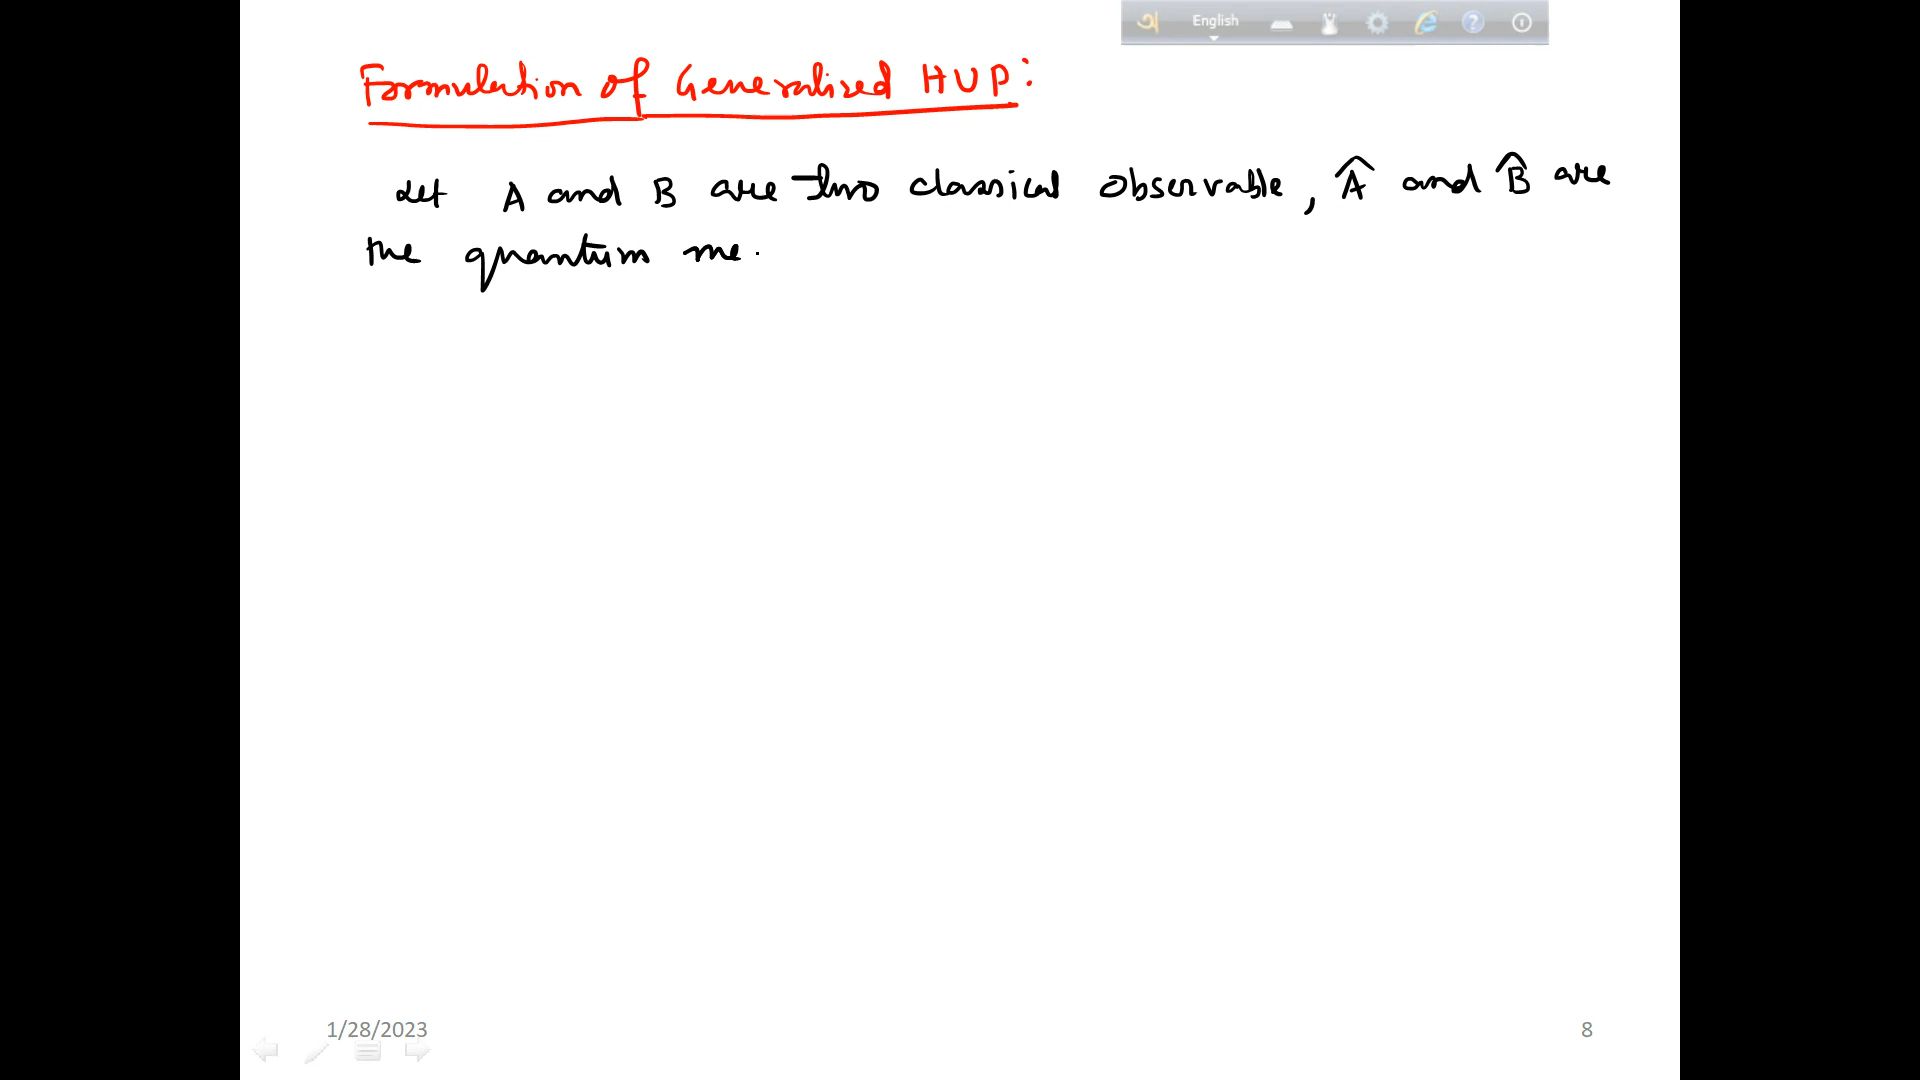 English
Formulation of Generalized HUP:
Let A and B are two classical observable, Â and B̂ are
the quantum me
1/28/2023
8